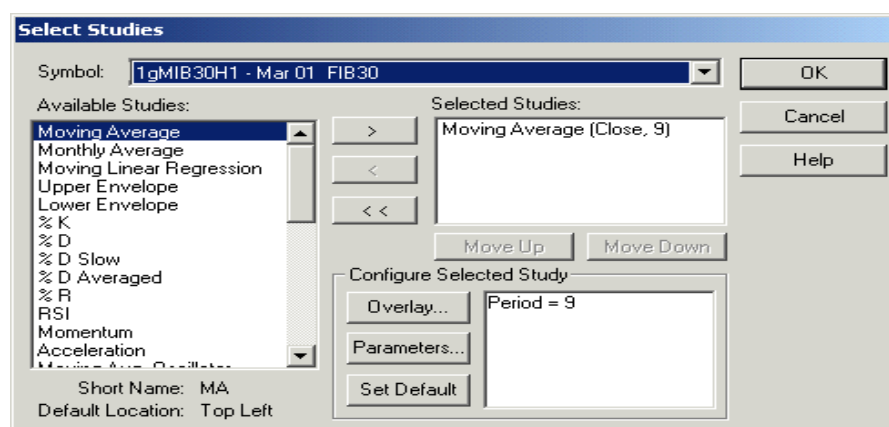 Select Studies
Symbol: 1gMIB30H1 - Mar 01 FIB30
OK
Available Studies:
Selected Studies:
Cancel
Moving Average
>
Moving Average (Close, 9)
Monthly Average
Help
Moving Linear Regression
<
Upper Envelope
Lower Envelope
<<
% K
% D
Move Up
Move Down
% D Slow
% D Averaged
Configure Selected Study
% R
Overlay...
Period = 9
RSI
Momentum
Parameters...
Acceleration
Short Name: MA
Set Default
Default Location: Top Left